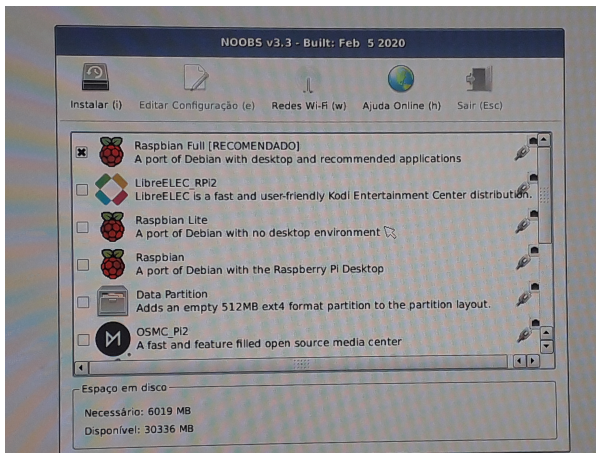 NOOBS v3.3 - Built: Feb 5 2020
Instalar (i) Editar Configuração (e) Redes Wi-Fi (w) Ajuda Online (h) Sair (Esc)
Raspbian Full [RECOMENDADO]
A port of Debian with desktop and recommended applications
LibreELEC_RPi2
LibreELEC is a fast and user-friendly Kodi Entertainment Center distribution.
Raspbian Lite
A port of Debian with no desktop environment
Raspbian
A port of Debian with the Raspberry Pi Desktop
Data Partition
Adds an empty 512MB ext4 format partition to the partition layout.
OSMC_Pi2
A fast and feature filled open source media center
Espaço em disco
Necessário: 6019 MB
Disponível: 30336 MB